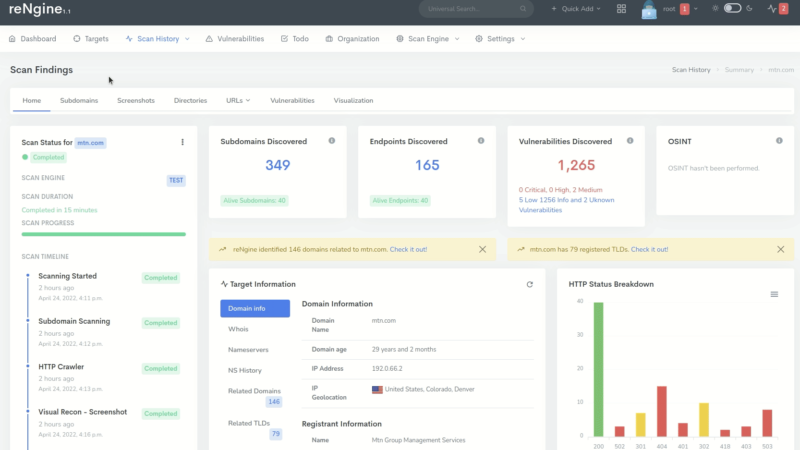 reNgine 1.1
Universal Search...
+ Quick Add
root 1
2
Dashboard
Targets
Scan History
Vulnerabilities
Todo
Organization
Scan Engine
Settings
Scan Findings
Scan History
Summary
mtn.com
Home
Subdomains
Screenshots
Directories
URLs
Vulnerabilities
Visualization
Scan Status for mtn.com
Completed
SCAN ENGINE
TEST
SCAN DURATION
Completed in 15 minutes
SCAN PROGRESS
SCAN TIMELINE
Scanning Started
Completed
2 hours ago
April 24, 2022, 4:11 p.m.
Subdomain Scanning
Completed
2 hours ago
April 24, 2022, 4:12 p.m.
HTTP Crawler
Completed
2 hours ago
April 24, 2022, 4:13 p.m.
Visual Recon - Screenshot
Completed
2 hours ago
April 24, 2022, 4:16 p.m.
Subdomains Discovered
349
Alive Subdomains: 40
Endpoints Discovered
165
Alive Endpoints: 40
Vulnerabilities Discovered
1,265
0 Critical, 0 High, 2 Medium
5 Low 1256 Info and 2 Uknown
Vulnerabilities
OSINT
OSINT hasn't been performed.
reNgine identified 146 domains related to mtn.com. Check it out!
mtn.com has 79 registered TLDs. Check it out!
Target Information
Domain info
Whois
Nameservers
NS History
Related Domains
146
Related TLDs
79
Domain Information
Domain Name
mtn.com
Domain age
29 years and 2 months
IP Address
192.0.66.2
IP Geolocation
United States, Colorado, Denver
Registrant Information
Name
Mtn Group Management Services
HTTP Status Breakdown
40
30
20
10
0
200 502 301 404 401 302 418 403 503